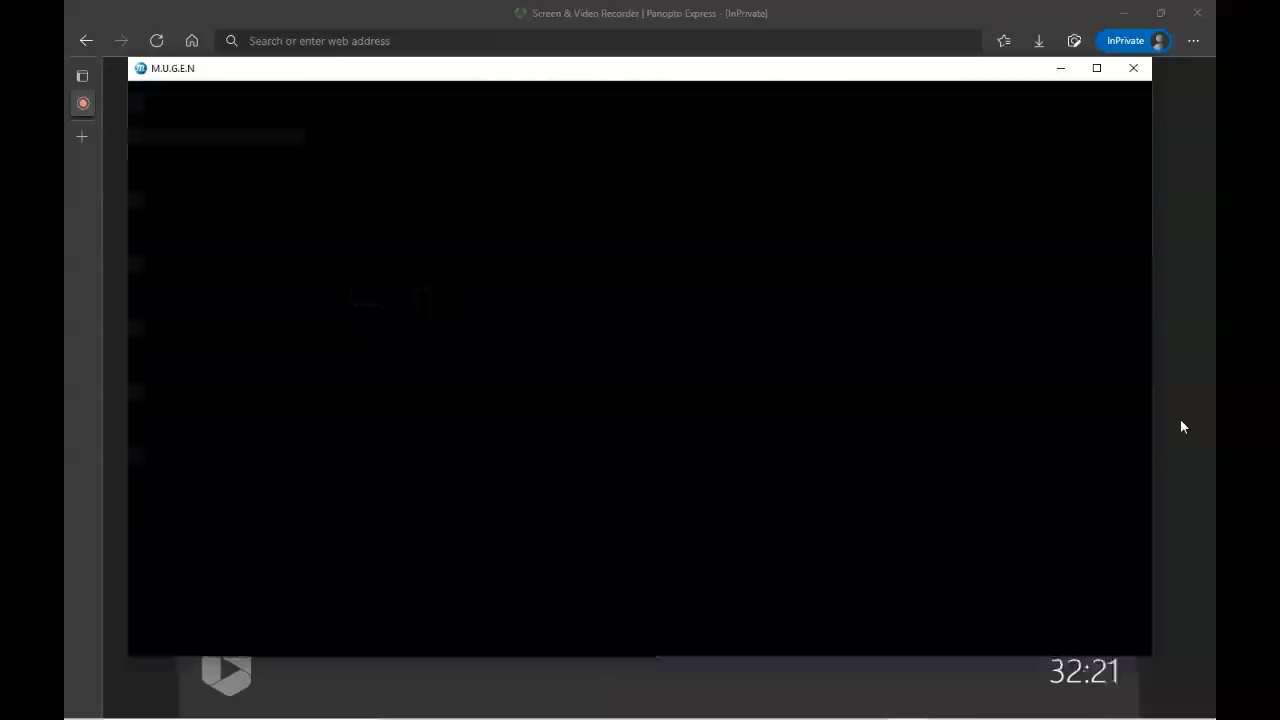 Screen & Video Recorder | Panopto Express - [InPrivate]
Search or enter web address
InPrivate
M.U.G.E.N
32:21